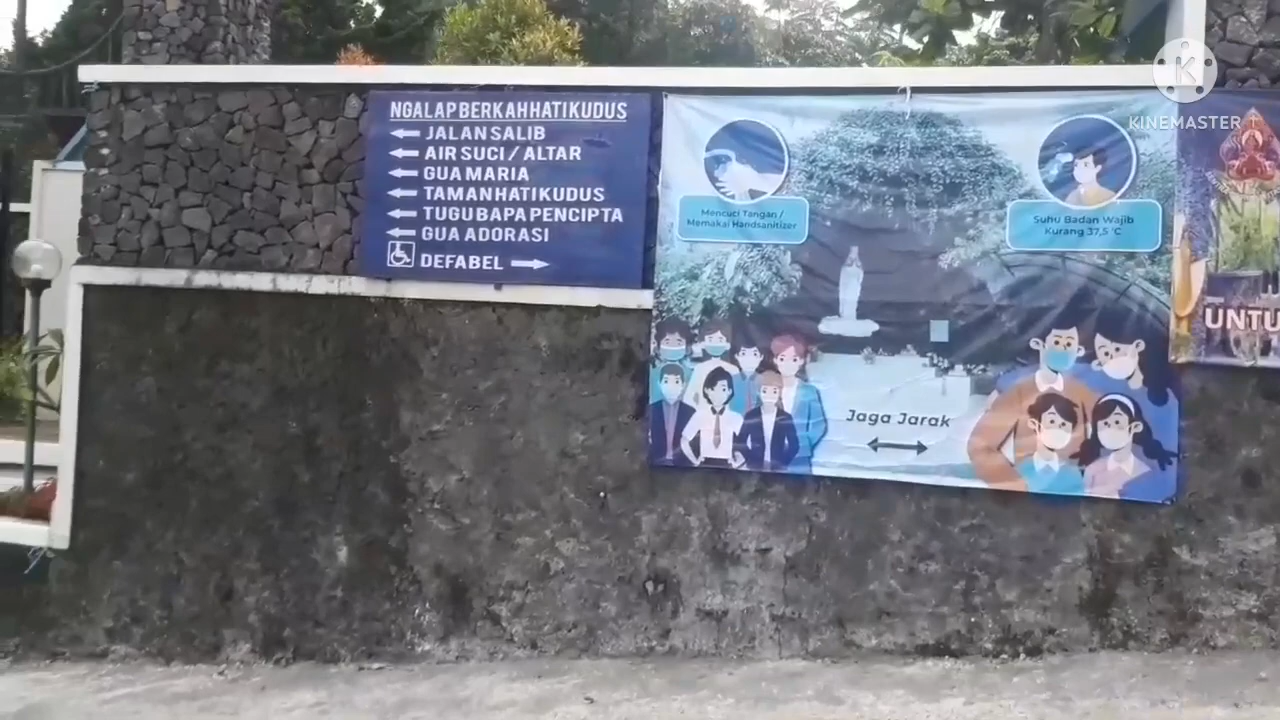 NGALAP BERKAH HATI KUDUS
JALAN SALIB
AIR SUCI / ALTAR
GUA MARIA
TAMAN HATI KUDUS
TUGU BAPA PENCIPTA
GUA ADORASI
DEFABEL
Mencuci Tangan /
Memakai Handsanitizer
Suhu Badan Wajib
Kurang 37,5 °C
Jaga Jarak
UNTU
KINEMASTER